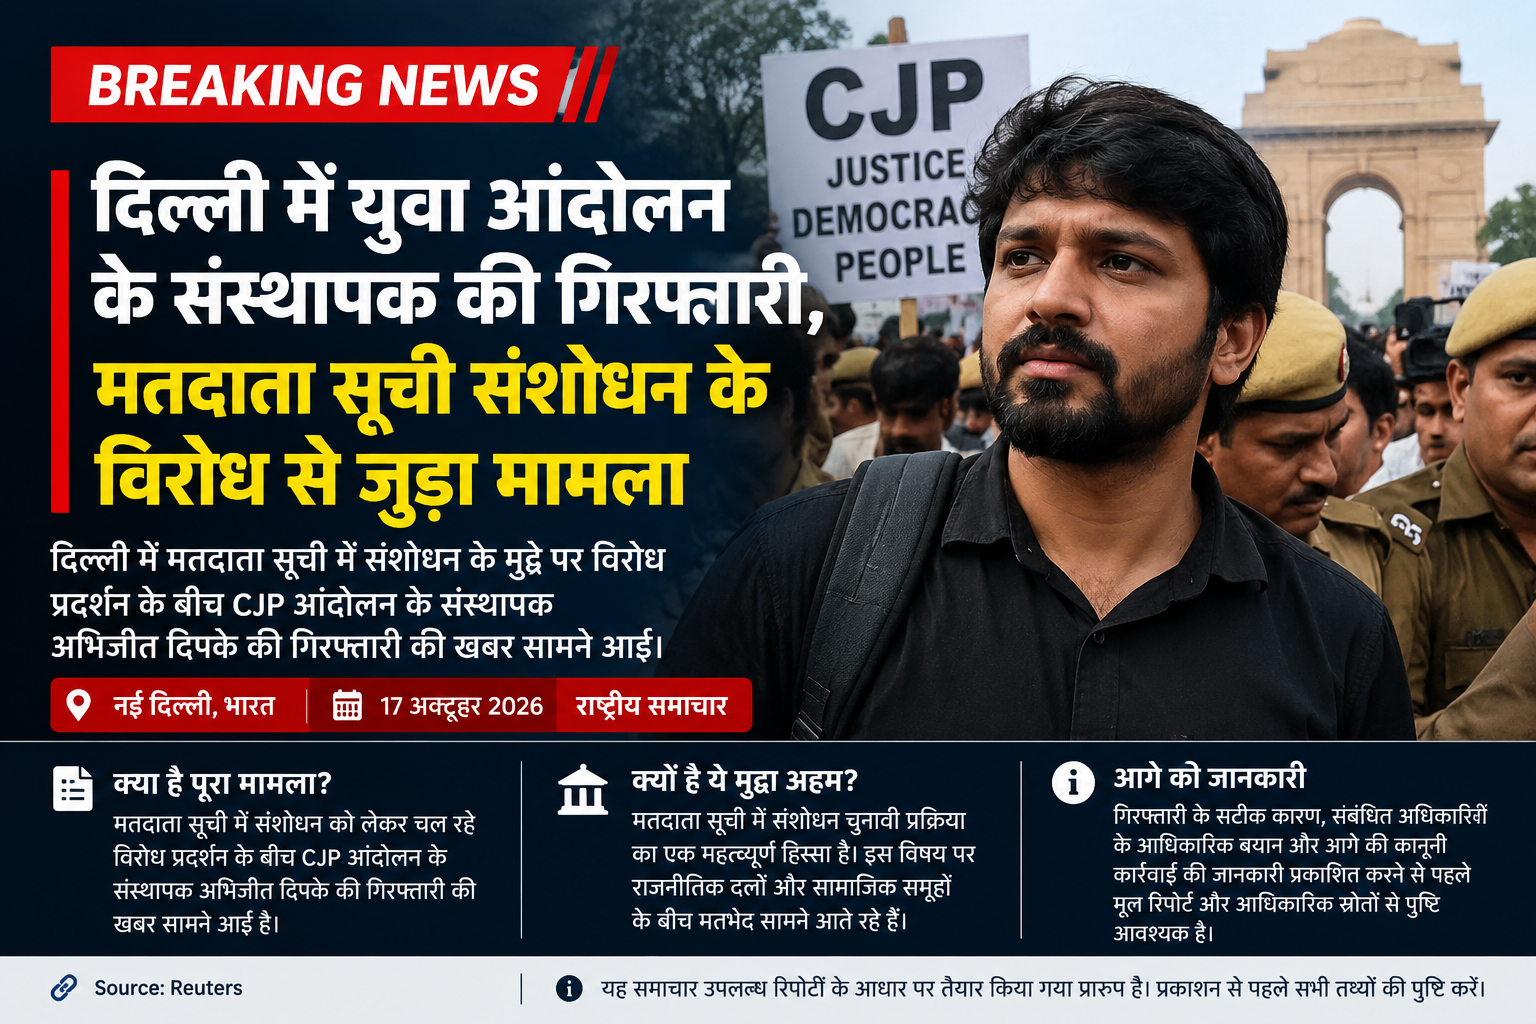 BREAKING NEWS
दिल्ली में युवा आंदोलन
के संस्थापक की गिरफ्तारी,
मतदाता सूची संशोधन के
विरोध से जुड़ा मामला
दिल्ली में मतदाता सूची में संशोधन के मुद्दे पर विरोध
प्रदर्शन के बीच CJP आंदोलन के संस्थापक
अभिजीत दिपके की गिरफ्तारी की खबर सामने आई।
नई दिल्ली, भारत
17 अक्टूहर 2026
राष्ट्रीय समाचार
CJP
JUSTICE
DEMOCRAC
PEOPLE
क्या है पूरा मामला?
मतदाता सूची में संशोधन को लेकर चल रहे
विरोध प्रदर्शन के बीच CJP आंदोलन के
संस्थापक अभिजीत दिपके की गिरफ्तारी की
खबर सामने आई है।
क्यों है ये मुद्दा अहम?
मतदाता सूची में संशोधन चुनावी प्रक्रिया
का एक महत्व्यूर्ण हिस्सा है। इस विषय पर
राजनीतिक दलों और सामाजिक समूहों
के बीच मतभेद सामने आते रहे हैं।
आगे को जानकारी
गिरफ्तारी के सटीक कारण, संबंधित
के आधिकारिक बयान और आगे की कानूनी
कार्रवाई की जानकारी प्रकाशित करने से पहले
मूल रिपोर्ट और आधिकारिक स्रोतों से पुष्टि
आवश्यक है।
Source: Reuters
यह समाचार उपलब्ध रिपोर्टों के आधार पर तैयार किया गया प्रारुप है। प्रकाशन से पहले सभी तथ्यों की पुष्टि करें।